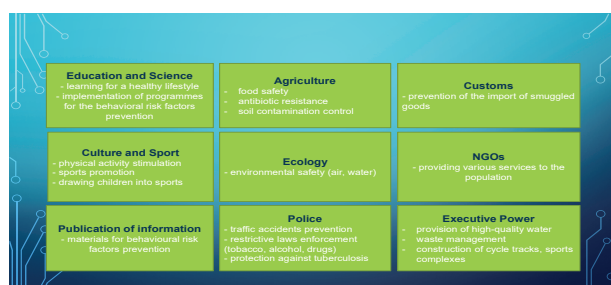 Education and Science
- learning for a healthy lifestyle
- implementation of programmes
for the behavioral risk factors
prevention
Agriculture
- food safety
- antibiotic resistance
- soil contamination control
Customs
- prevention of the import of smuggled
goods
Culture and Sport
- physical activity stimulation
- sports promotion
- drawing children into sports
Ecology
- environmental safety (air, water)
NGOs
- providing various services to the
population
Publication of information
- materials for behavioural risk
factors prevention
Police
- traffic accidents prevention
- restrictive laws enforcement
(tobacco, alcohol, drugs)
- protection against tuberculosis
Executive Power
- provision of high-quality water
- waste management
- construction of cycle tracks, sports
complexes